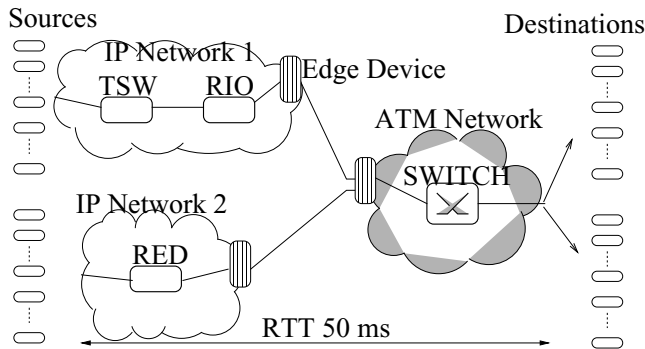 Sources
Destinations
IP Network 1
TSW
RIO
Edge Device
ATM Network
SWITCH
IP Network 2
RED
RTT 50 ms